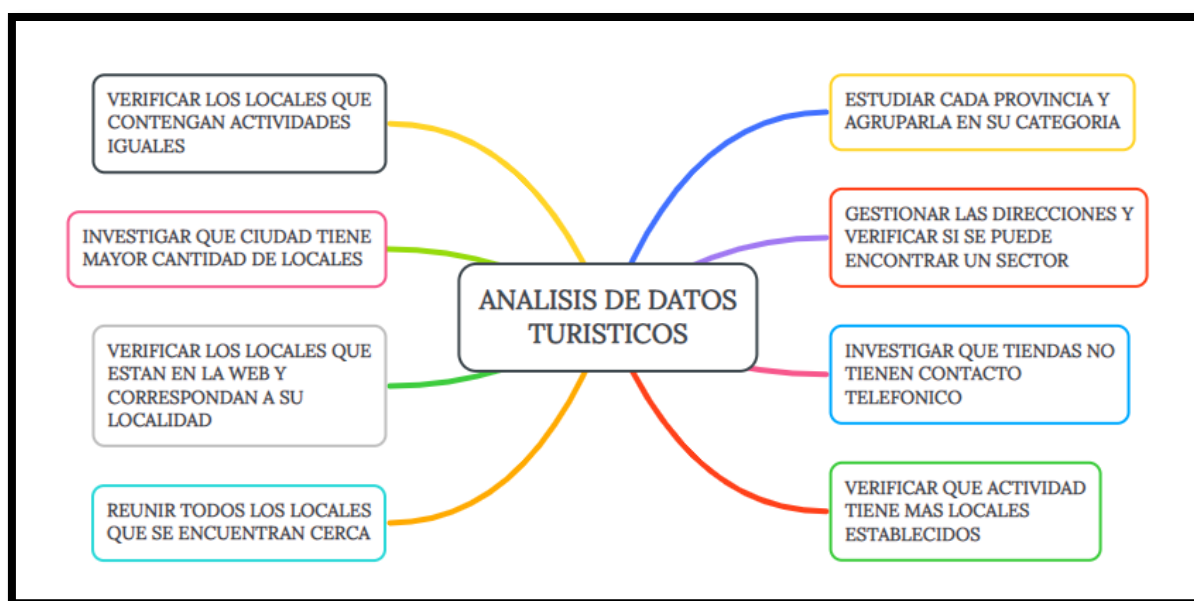 VERIFICAR LOS LOCALES QUE
CONTENGAN ACTIVIDADES
IGUALES
INVESTIGAR QUE CIUDAD TIENE
MAYOR CANTIDAD DE LOCALES
VERIFICAR LOS LOCALES QUE
ESTAN EN LA WEB Y
CORRESPONDAN A SU
LOCALIDAD
REUNIR TODOS LOS LOCALES
QUE SE ENCUENTRAN CERCA
ANALISIS DE DATOS
TURISTICOS
ESTUDIAR CADA PROVINCIA Y
AGRUPARLA EN SU CATEGORIA
GESTIONAR LAS DIRECCIONES Y
VERIFICAR SI SE PUEDE
ENCONTRAR UN SECTOR
INVESTIGAR QUE TIENDAS NO
TIENEN CONTACTO
TELEFONICO
VERIFICAR QUE ACTIVIDAD
TIENE MAS LOCALES
ESTABLECIDOS